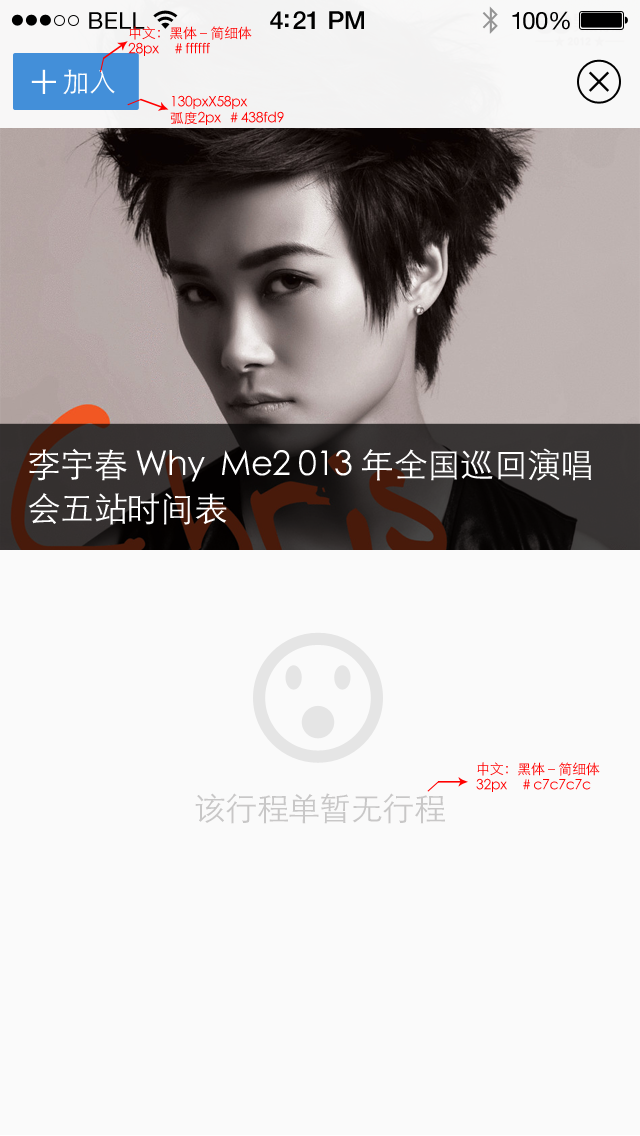 BELL 4:21 PM 100%
中文：黑体－简细体
28px #ffffff
加入
130pxX58px
弧度2px #438fd9
Chris
李宇春 Why Me2013 年全国巡回演唱
会五站时间表
中文：黑体－简细体
32px #c7c7c7c
该行程单暂无行程